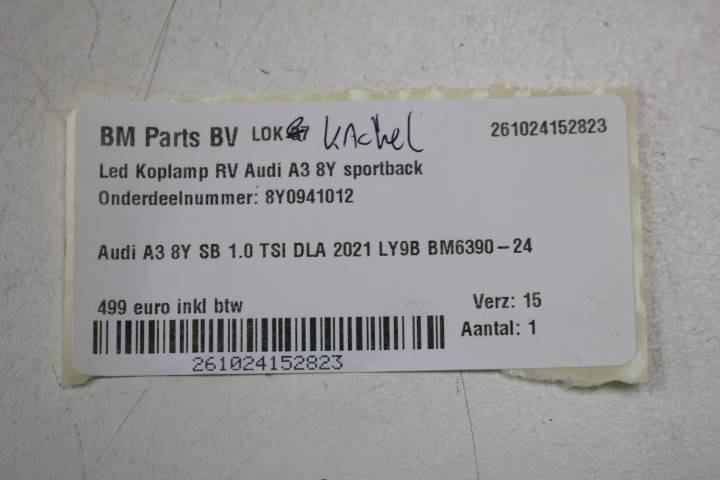 BM Parts BV LOK Kachel 261024152823
Led Koplamp RV Audi A3 8Y sportback
Onderdeelnummer: 8Y0941012
Audi A3 8Y SB 1.0 TSI DLA 2021 LY9B BM6390-24
499 euro inkl btw Verz: 15
Aantal: 1
261024152823